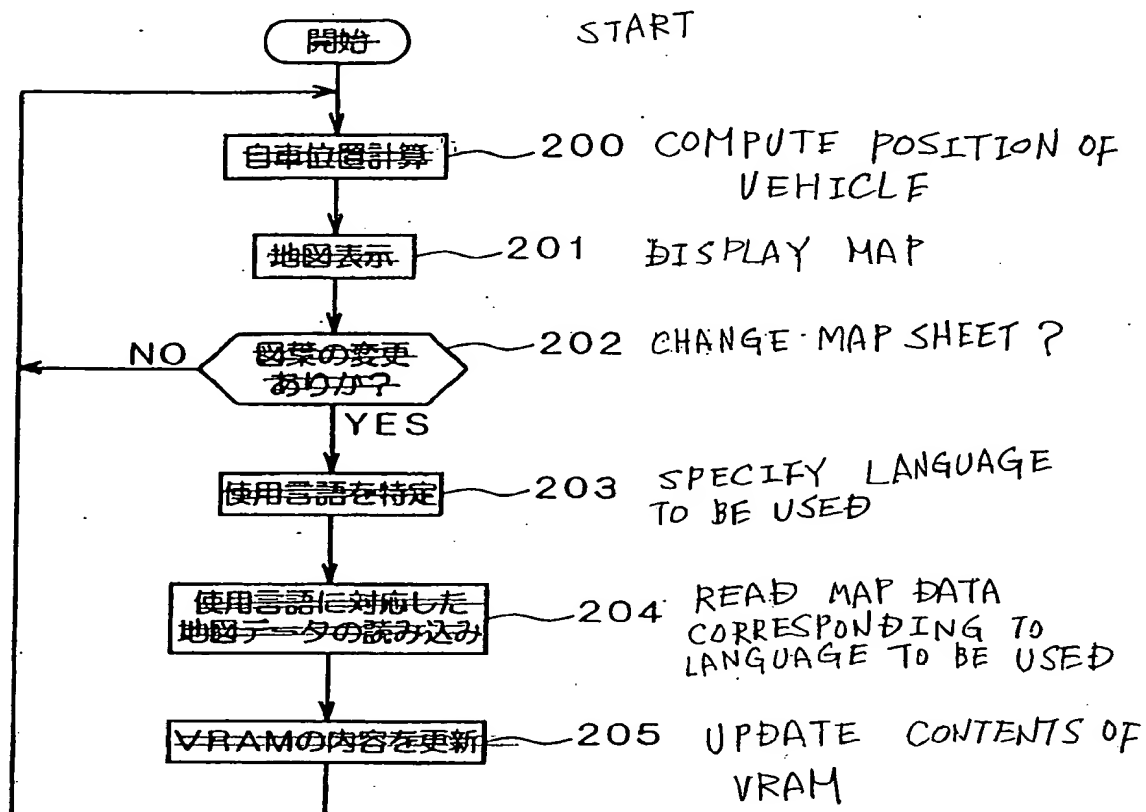 開始 START
自車位置計算 200 COMPUTE POSITION OF
VEHICLE
地図表示 201 DISPLAY MAP
NO 図葉の変更 202 CHANGE MAP SHEET ?
ありか?
YES
使用言語を特定 203 SPECIFY LANGUAGE
TO BE USED
使用言語に対応した 204 READ MAP DATA
地図データの読み込み CORRESPONDING TO
LANGUAGE TO BE USED
VRAMの内容を更新 205 UPDATE CONTENTS OF
VRAM